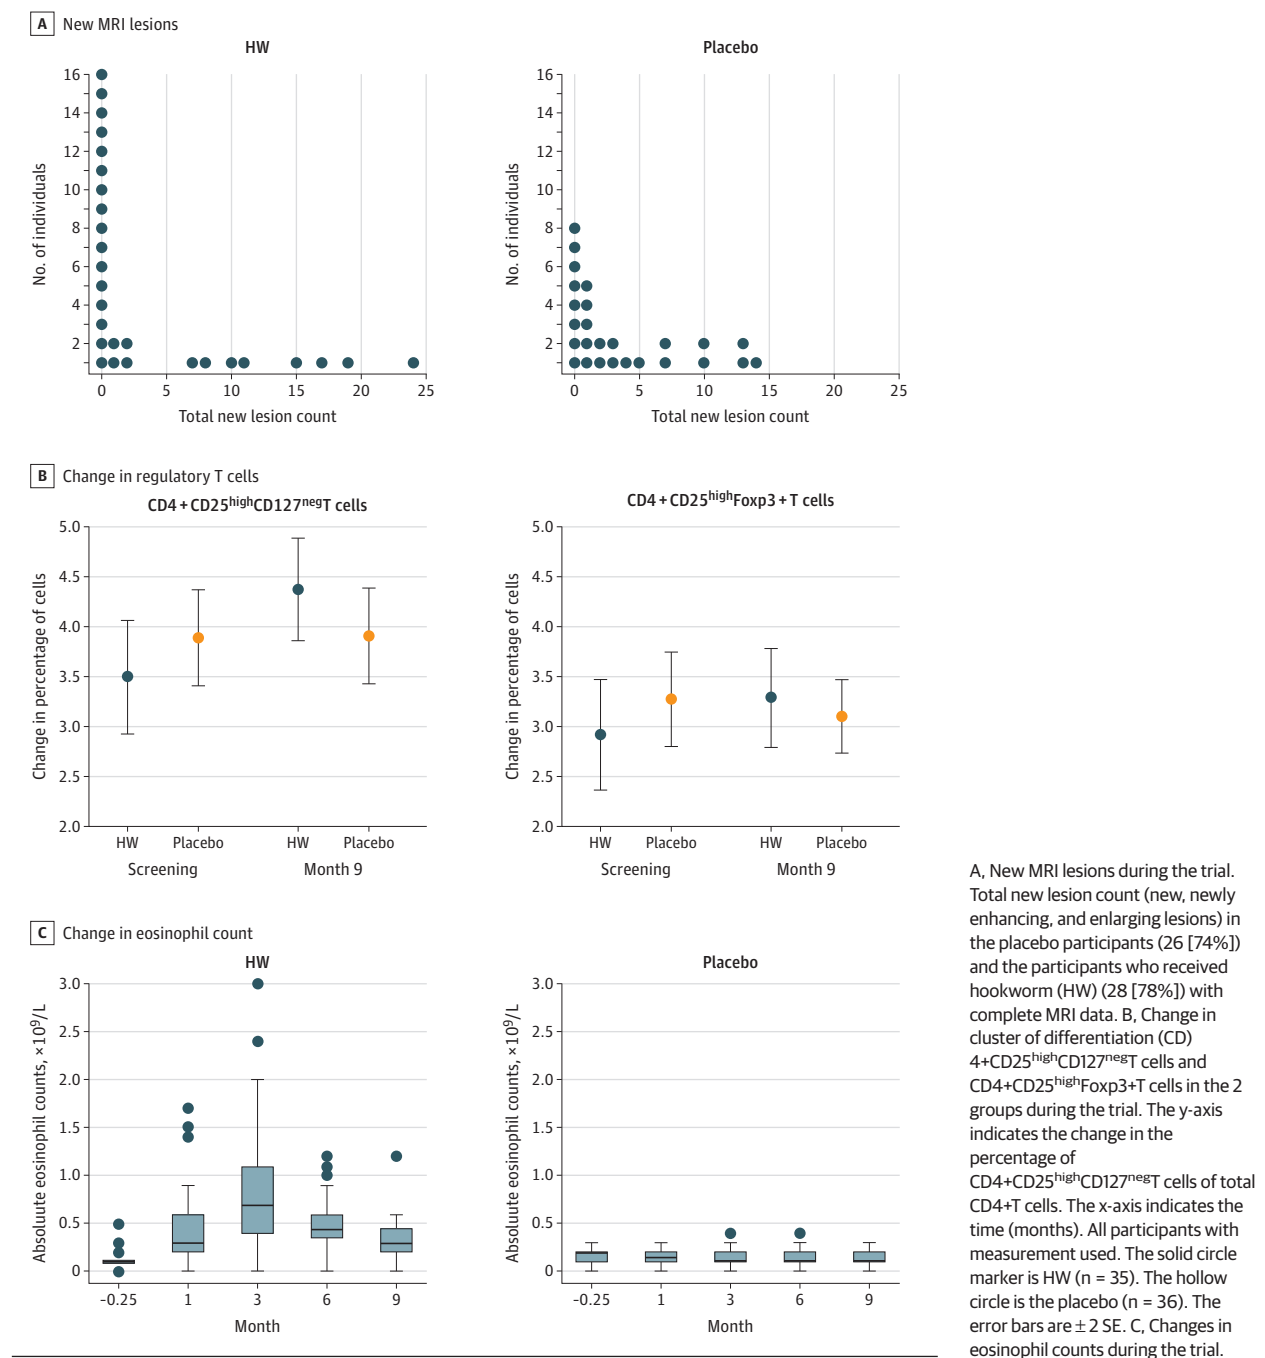 A New MRI lesions
HW
16
14
12
10
8
6
4
2
No. of individuals
0 5 10 15 20 25
Total new lesion count
Placebo
16
14
12
10
8
6
4
2
No. of individuals
0 5 10 15 20 25
Total new lesion count
B Change in regulatory T cells
CD4+CD25highCD127negT cells
5.0
4.5
4.0
3.5
3.0
2.5
2.0
Change in percentage of cells
HW Placebo HW Placebo
Screening Month 9
CD4+CD25highFoxp3+T cells
5.0
4.5
4.0
3.5
3.0
2.5
2.0
Change in percentage of cells
HW Placebo HW Placebo
Screening Month 9
C Change in eosinophil count
HW
3.0
2.5
2.0
1.5
1.0
0.5
0
Absoluute eosinophil counts, ×10⁹/L
-0.25 1 3 6 9
Month
Placebo
3.0
2.5
2.0
1.5
1.0
0.5
0
Absoluute eosinophil counts, ×10⁹/L
-0.25 1 3 6 9
Month
A, New MRI lesions during the trial.
Total new lesion count (new, newly
enhancing, and enlarging lesions) in
the placebo participants (26 [74%])
and the participants who received
hookworm (HW) (28 [78%]) with
complete MRI data. B, Change in
cluster of differentiation (CD)
4+CD25highCD127negT cells and
CD4+CD25highFoxp3+T cells in the 2
groups during the trial. The y-axis
indicates the change in the
percentage of
CD4+CD25highCD127negT cells of total
CD4+T cells. The x-axis indicates the
time (months). All participants with
measurement used. The solid circle
marker is HW (n = 35). The hollow
circle is the placebo (n = 36). The
error bars are ± 2 SE. C, Changes in
eosinophil counts during the trial.